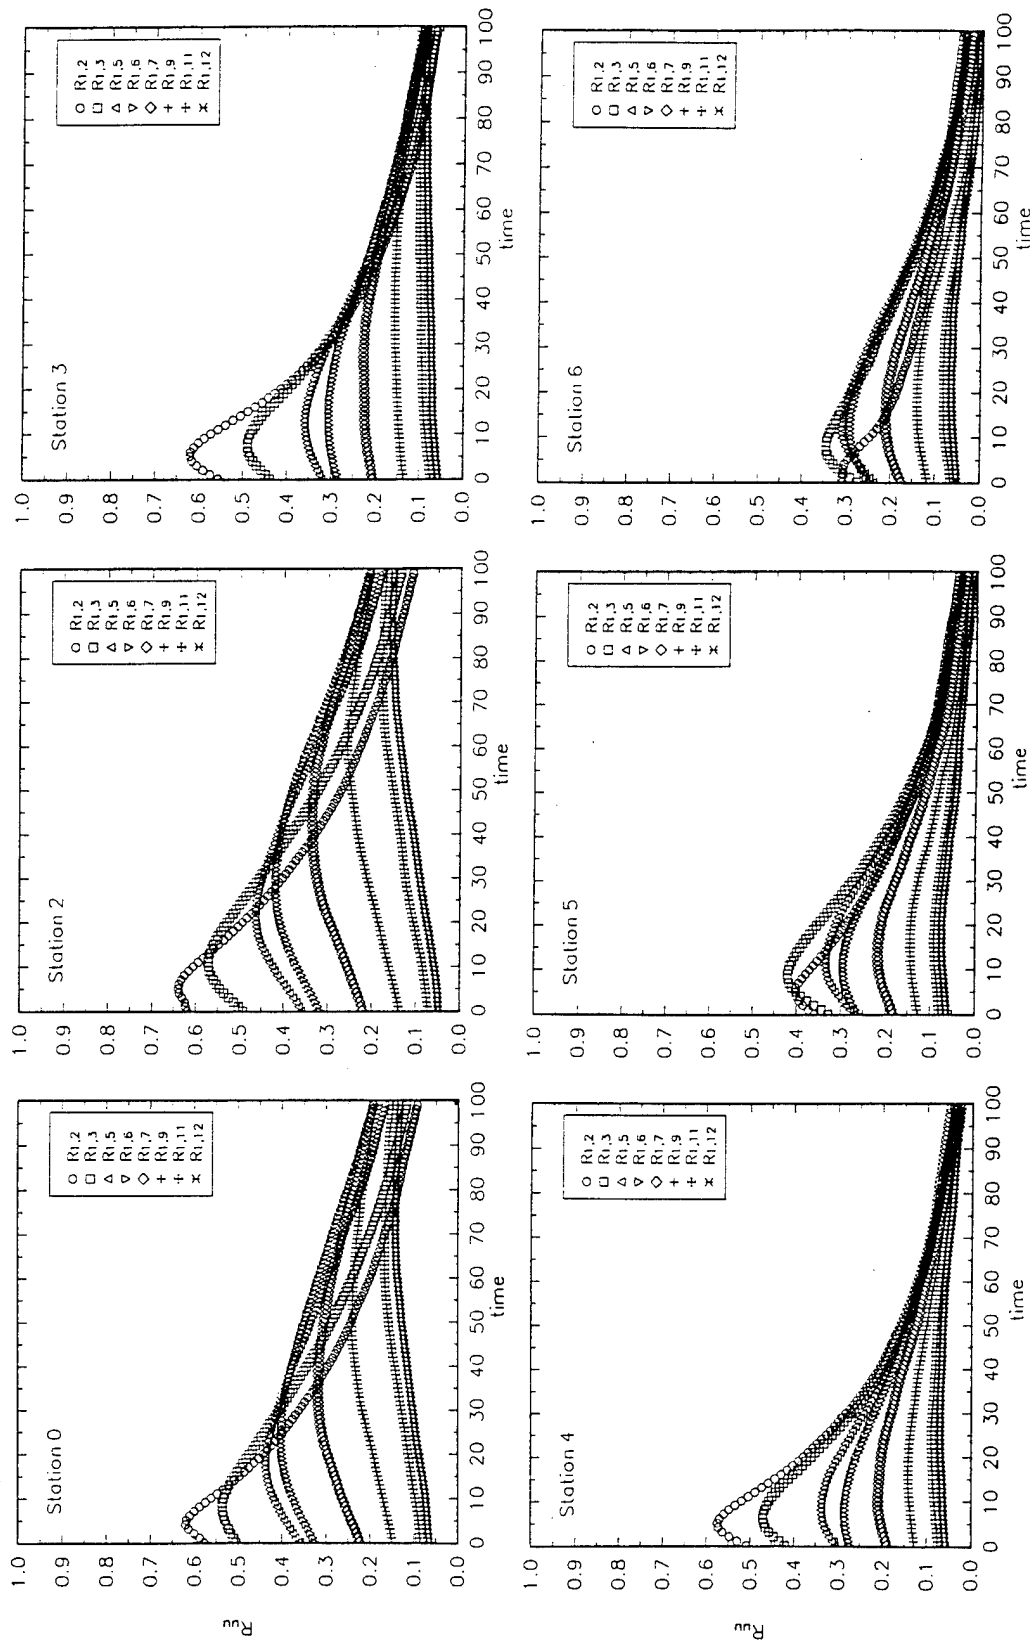 Station 0
○ R1,2
□ R1,3
△ R1,5
▽ R1,6
◇ R1,7
+ R1,9
+ R1,11
× R1,12
1.0
0.9
0.8
0.7
0.6
0.5
0.4
0.3
0.2
0.1
0.0
Ruu
0 10 20 30 40 50 60 70 80 90 100
time
Station 2
○ R1,2
□ R1,3
△ R1,5
▽ R1,6
◇ R1,7
+ R1,9
+ R1,11
× R1,12
1.0
0.9
0.8
0.7
0.6
0.5
0.4
0.3
0.2
0.1
0.0
0 10 20 30 40 50 60 70 80 90 100
time
Station 3
○ R1,2
□ R1,3
△ R1,5
▽ R1,6
◇ R1,7
+ R1,9
+ R1,11
× R1,12
1.0
0.9
0.8
0.7
0.6
0.5
0.4
0.3
0.2
0.1
0.0
0 10 20 30 40 50 60 70 80 90 100
time
Station 4
○ R1,2
□ R1,3
△ R1,5
▽ R1,6
◇ R1,7
+ R1,9
+ R1,11
× R1,12
1.0
0.9
0.8
0.7
0.6
0.5
0.4
0.3
0.2
0.1
0.0
Ruu
0 10 20 30 40 50 60 70 80 90 100
time
Station 5
○ R1,2
□ R1,3
△ R1,5
▽ R1,6
◇ R1,7
+ R1,9
+ R1,11
× R1,12
1.0
0.9
0.8
0.7
0.6
0.5
0.4
0.3
0.2
0.1
0.0
0 10 20 30 40 50 60 70 80 90 100
time
Station 6
○ R1,2
□ R1,3
△ R1,5
▽ R1,6
◇ R1,7
+ R1,9
+ R1,11
× R1,12
1.0
0.9
0.8
0.7
0.6
0.5
0.4
0.3
0.2
0.1
0.0
0 10 20 30 40 50 60 70 80 90 100
time